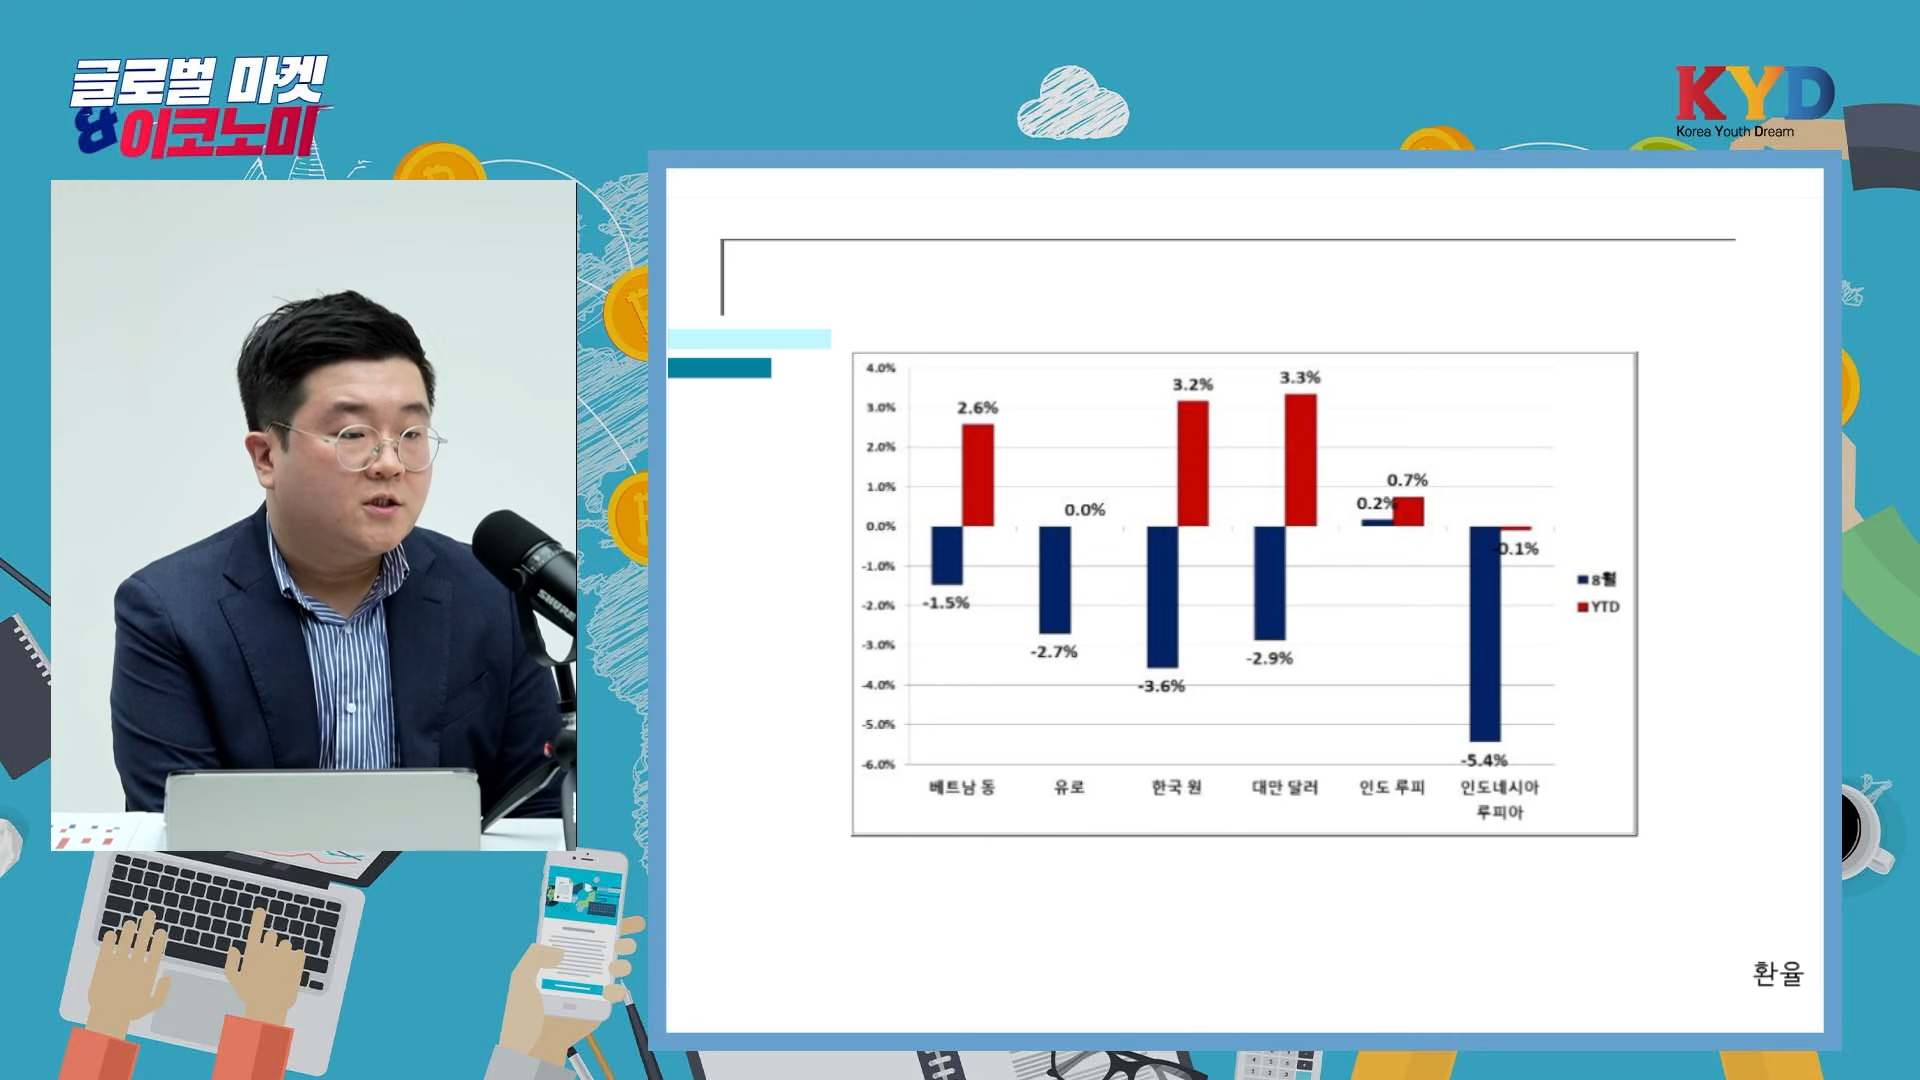 글로벌 마켓
&이코노미
KYD
Korea Youth Dream
SHURE
4.0%
3.0%
2.0%
1.0%
0.0%
-1.0%
-2.0%
-3.0%
-4.0%
-5.0%
-6.0%
2.6%
0.0%
3.2%
3.3%
0.2%
0.7%
-0.1%
-1.5%
-2.7%
-3.6%
-2.9%
-5.4%
베트남 동
유로
한국 원
대만 달러
인도 루피
인도네시아
루피아
8월
YTD
환율